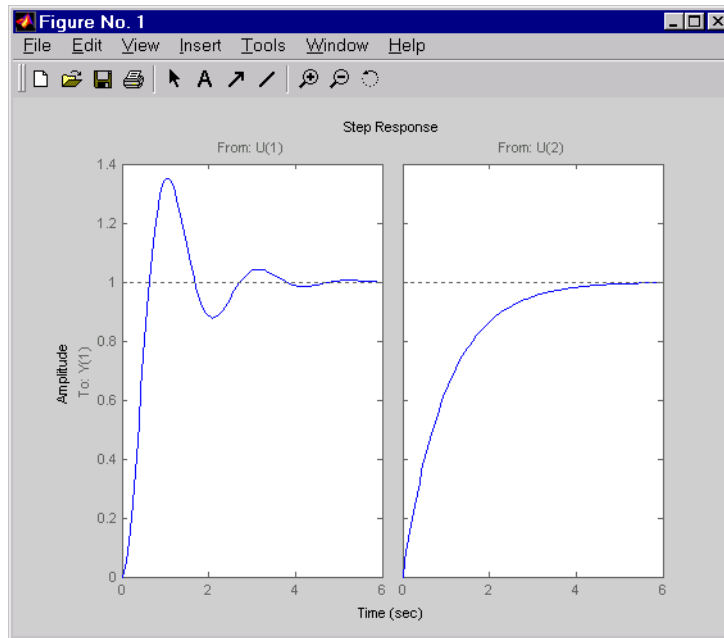 Figure No. 1
File Edit View Insert Tools Window Help
A
Step Response
From: U(1)
From: U(2)
1.4
1.2
1
0.8
0.6
0.4
0.2
0
Amplitude
To: Y(1)
0 2 4 6
0 2 4 6
Time (sec)